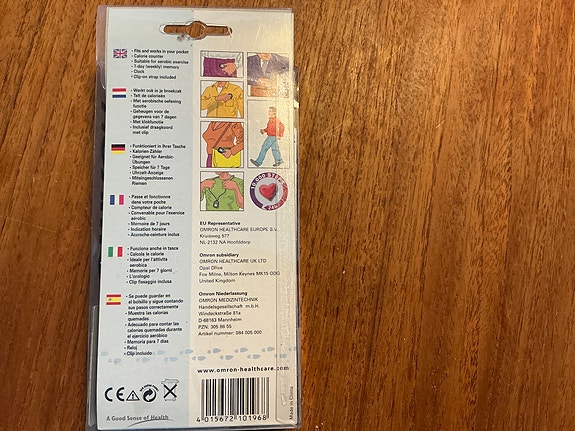 · Fits and works in your pocket
· Calorie counter
· Suitable for aerobic exercise
· 7-day (weekly) memory
· Clock
· Clip-on strap included
· Werkt ook in je broekzak
· Telt de calorieën
· Met aerobische oefening
functie
· Geheugen voor de
gegevens van 7 dagen
· Met klokfunctie
· Inclusief draagkoord
met clip
· Funktioniert in Ihrer Tasche
· Kalorien-Zähler
· Geeignet für Aerobic-
Übungen
· Speicher für 7 Tage
· Uhrzeit-Anzeige
· Miteingeschlossenen
Riemen
· Passe et fonctionne
dans votre poche
· Compteur de calorie
· Convenable pour l'exercice
aérobic
· Mémoire de 7 jours
· Indication horaire
· Accroche-ceinture inclus
· Funziona anche in tasca
· Calcola le calorie
· Ideale per l'attività
aerobica
· Memoria per 7 giorni
· L'orologio
· Clip fissaggio inclusa
· Se puede guardar en
el bolsillo y sigue contando
sus pasos correctamente
· Muestra las calorías
quemadas
· Adecuado para contar las
calorías quemadas durante
el ejercicio aeróbico
· Memoria para 7 días
· Reloj
· Clip incluido
10,000 STEPS
EU Representative
OMRON HEALTHCARE EUROPE B.V.
Kruisweg 577
NL-2132 NA Hoofddorp
Omron subsidiary
OMRON HEALTHCARE UK LTD
Opal Drive
Fox Milne, Milton Keynes MK15 0DG
United Kingdom
Omron Niederlassung
OMRON MEDIZINTECHNIK
Handelsgesellschaft m.b.H.
Windeckstraße 81a
D-68163 Mannheim
PZN: 305 86 55
Artikel nummer: 084 005 000
www.omron-healthcare.com
CE
4 015672 101968
Made in China
A Good Sense of Health